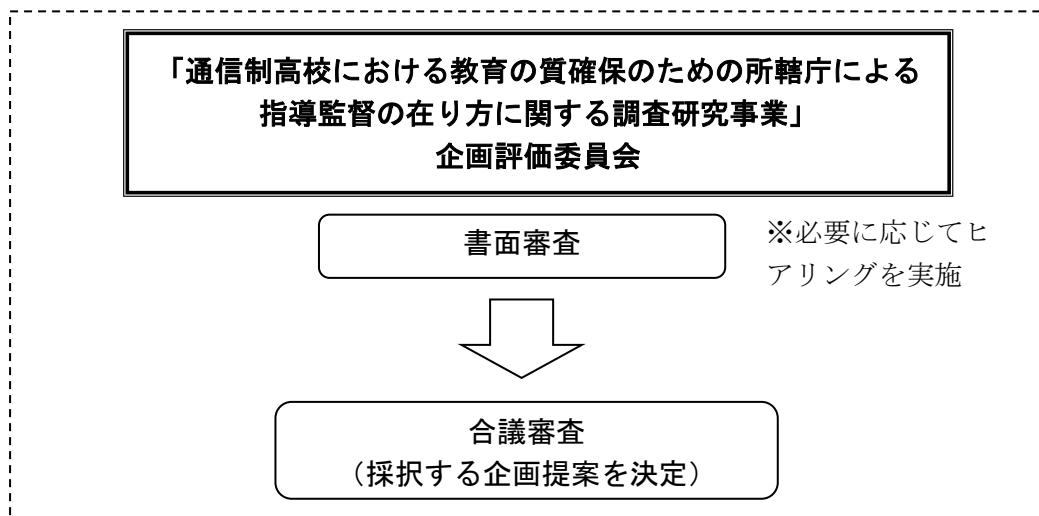 「通信制高校における教育の質確保のための所轄庁による
指導監督の在り方に関する調査研究事業」
企画評価委員会
書面審査
※必要に応じてヒ
アリングを実施
合議審査
（採択する企画提案を決定）